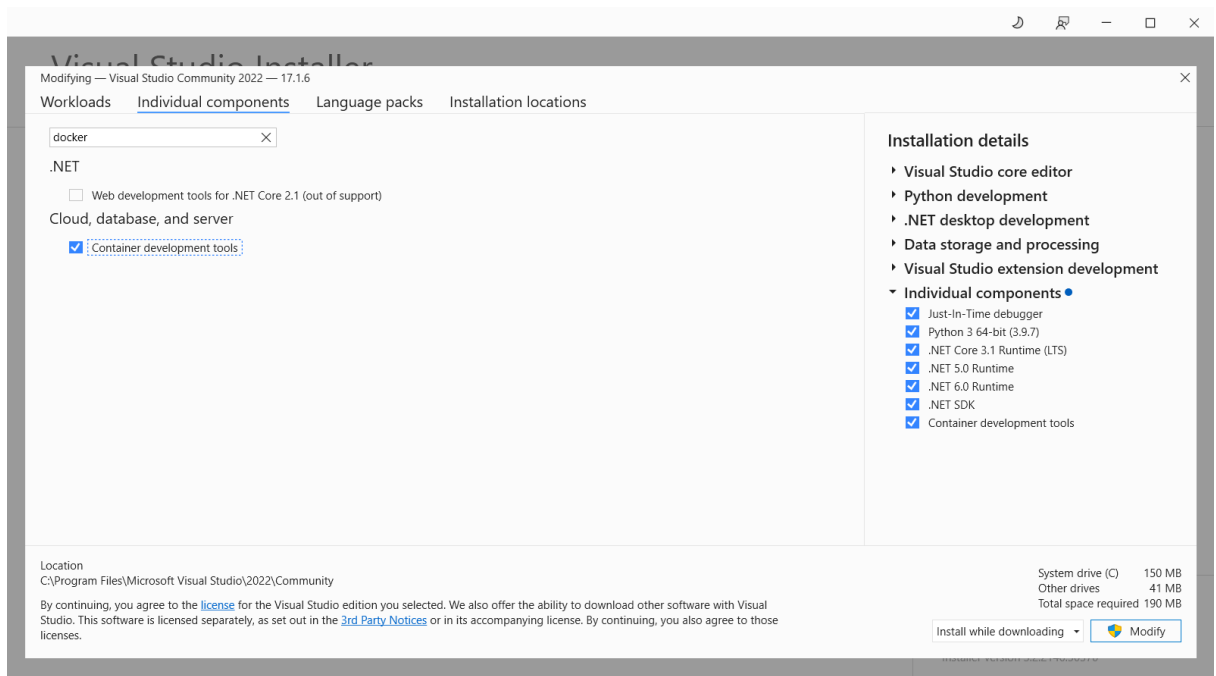 Visual Studio Installer
Modifying — Visual Studio Community 2022 — 17.1.6
Workloads Individual components Language packs Installation locations
docker
.NET
Web development tools for .NET Core 2.1 (out of support)
Cloud, database, and server
Container development tools
Installation details
Visual Studio core editor
Python development
.NET desktop development
Data storage and processing
Visual Studio extension development
Individual components
Just-In-Time debugger
Python 3 64-bit (3.9.7)
.NET Core 3.1 Runtime (LTS)
.NET 5.0 Runtime
.NET 6.0 Runtime
.NET SDK
Container development tools
Location
C:\Program Files\Microsoft Visual Studio\2022\Community
By continuing, you agree to the license for the Visual Studio edition you selected. We also offer the ability to download other software with Visual
Studio. This software is licensed separately, as set out in the 3rd Party Notices or in its accompanying license. By continuing, you also agree to those
licenses.
System drive (C) 150 MB
Other drives 41 MB
Total space required 190 MB
Install while downloading Modify
Installer version